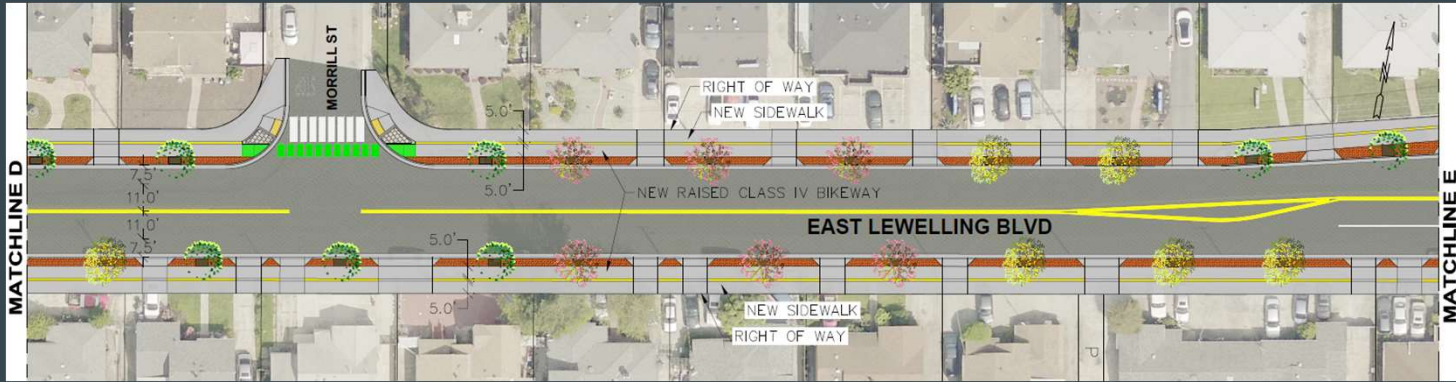 MATCHLINE D
MORRILL ST
5.0'
RIGHT OF WAY
NEW SIDEWALK
7.5'
11.0'
5.0'
NEW RAISED CLASS IV BIKEWAY
11.0'
7.5'
5.0'
EAST LEWELLING BLVD
5.0'
NEW SIDEWALK
RIGHT OF WAY
P
MATCHLINE E